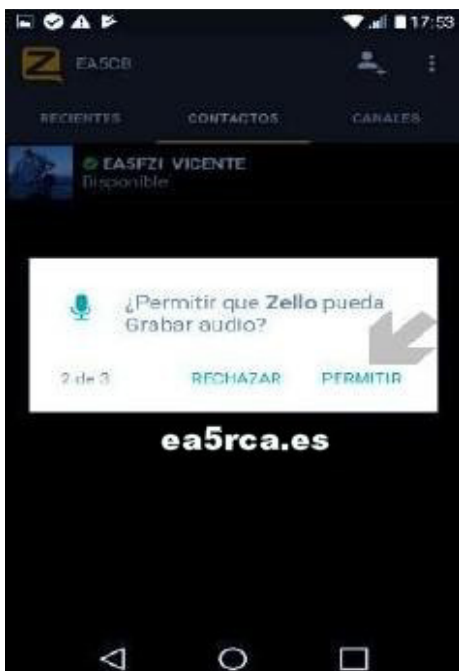 17:53
Z EA5CB
RECIENTES CONTACTOS CANALES
EA5FZI VICENTE
Disponible
¿Permitir que Zello pueda
Grabar audio?
2 de 3 RECHAZAR PERMITIR
ea5rca.es